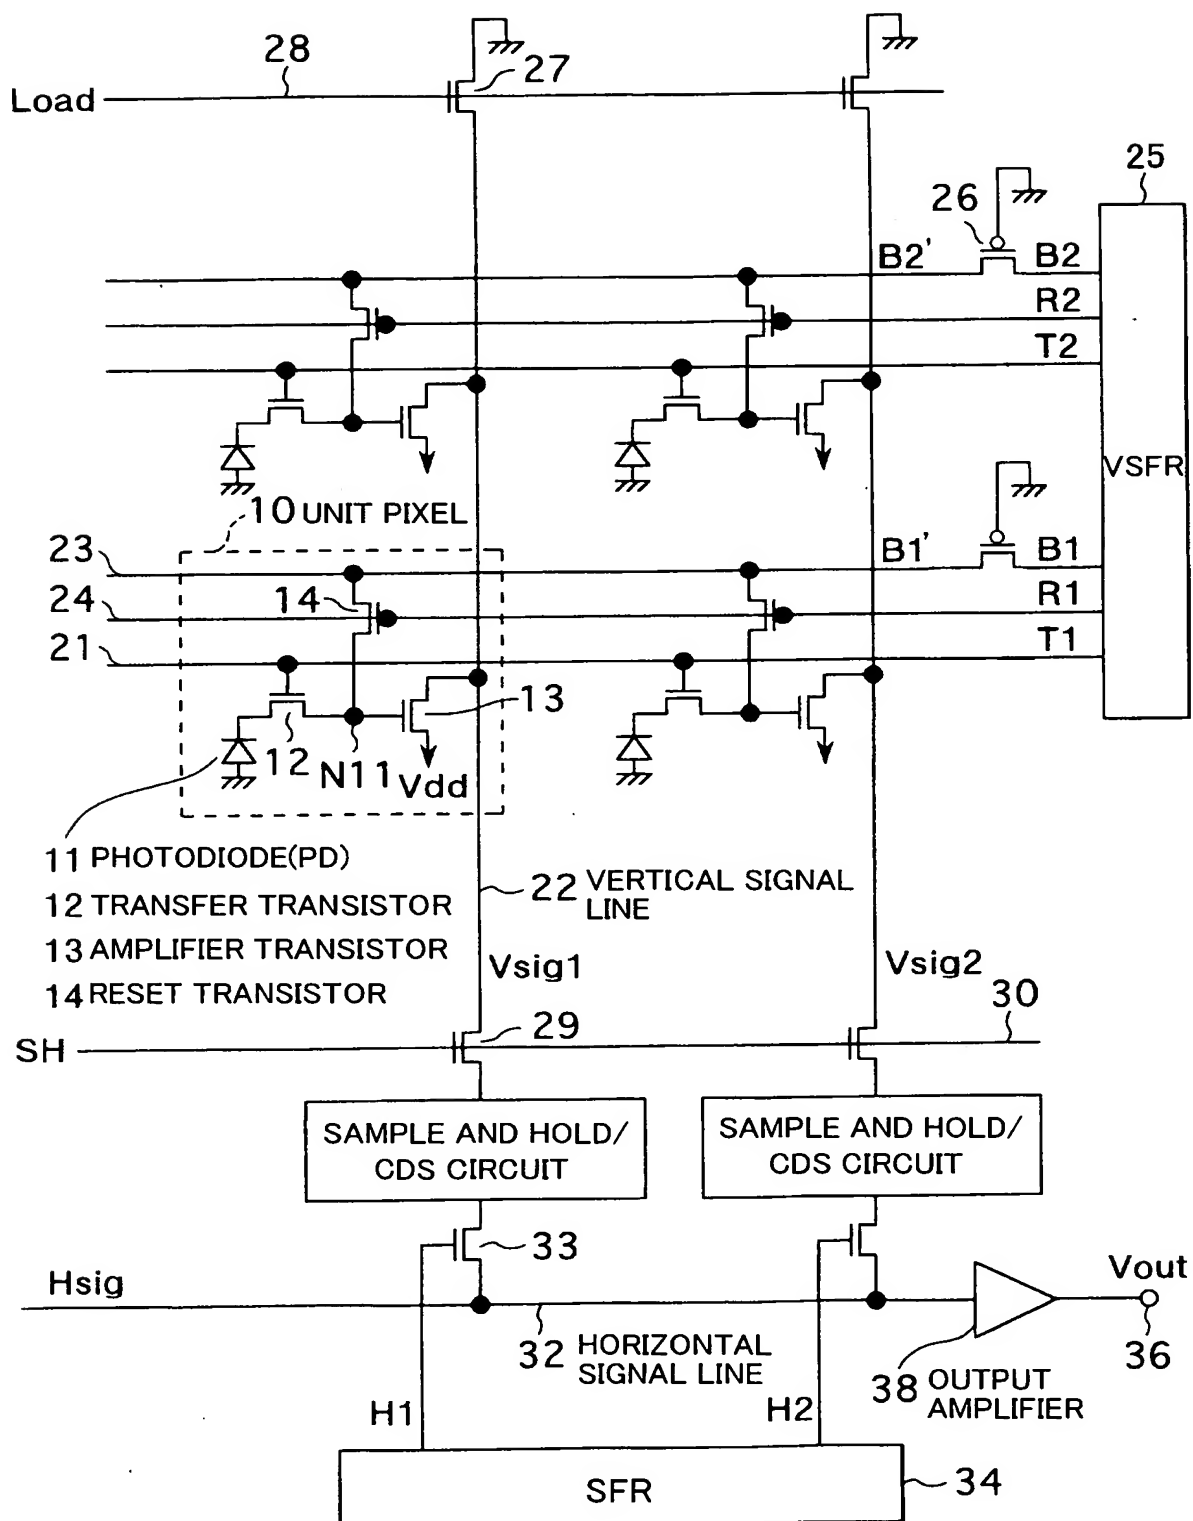 28
27
Load
25
26
B2'
B2
R2
T2
VSFR
10 UNIT PIXEL
23
B1'
B1
24
14
R1
21
T1
13
12
N11
Vdd
11 PHOTODIODE(PD)
22 VERTICAL SIGNAL
LINE
12 TRANSFER TRANSISTOR
13 AMPLIFIER TRANSISTOR
14 RESET TRANSISTOR
Vsig1
Vsig2
30
29
SH
SAMPLE AND HOLD/
CDS CIRCUIT
SAMPLE AND HOLD/
CDS CIRCUIT
33
Hsig
Vout
32 HORIZONTAL
SIGNAL LINE
36
38 OUTPUT
AMPLIFIER
H1
H2
SFR
34